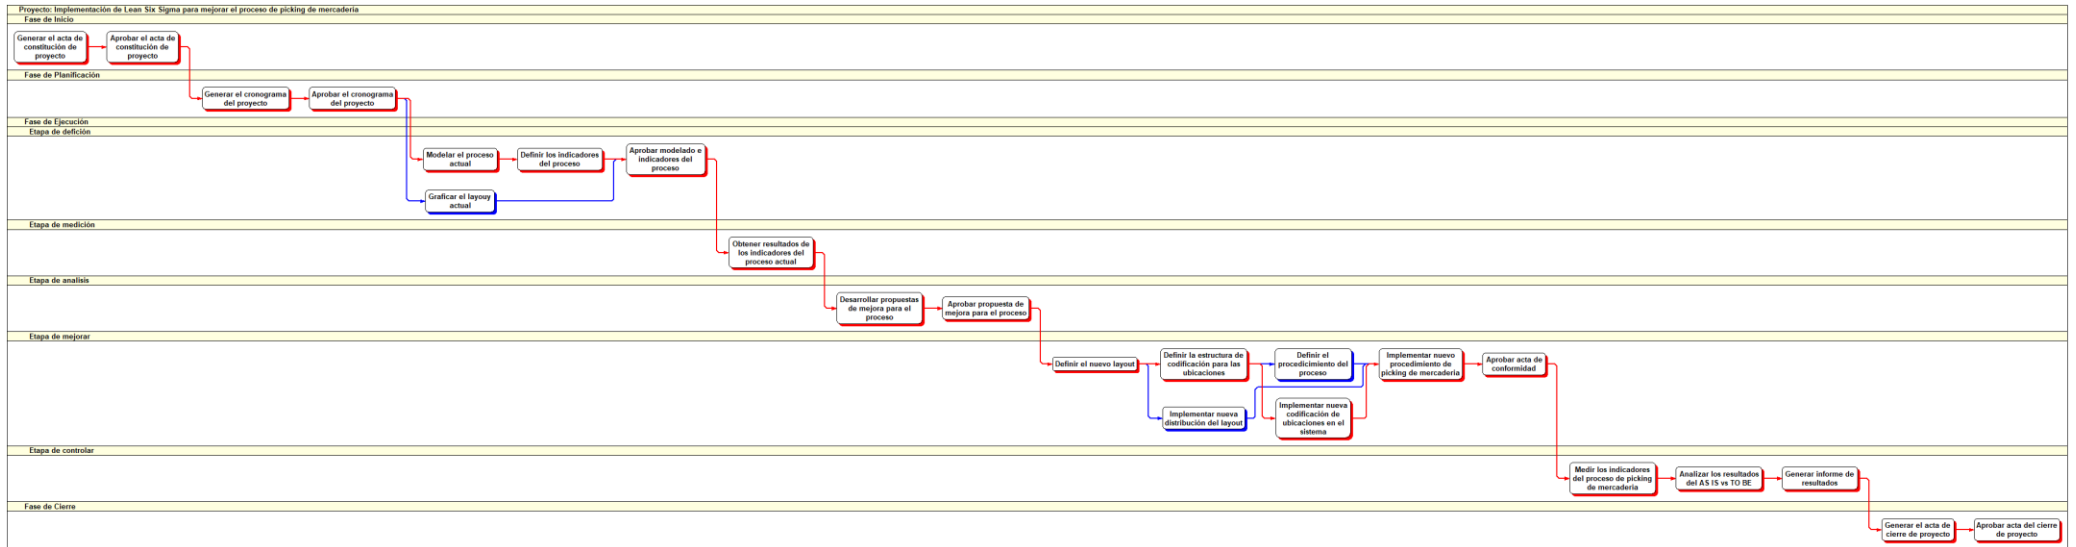 Proyecto: Implementación de Lean Six Sigma para mejorar el proceso de picking de mercadería
Fase de Inicio
Generar el acta de
constitución de
proyecto
Aprobar el acta de
constitución de
proyecto
Fase de Planificación
Generar el cronograma
del proyecto
Aprobar el cronograma
del proyecto
Fase de Ejecución
Etapa de defición
Modelar el proceso
actual
Definir los indicadores
del proceso
Aprobar modelado e
indicadores del
proceso
Graficar el layouy
actual
Etapa de medición
Obtener resultados de
los indicadores del
proceso actual
Etapa de analisis
Desarrollar propuestas
de mejora para el
proceso
Aprobar propuesta de
mejora para el proceso
Etapa de mejorar
Definir el nuevo layout
Definir la estructura de
codificación para las
ubicaciones
Definir el
procedicimiento del
proceso
Implementar nuevo
procedimiento de
picking de mercadería
Aprobar acta de
conformidad
Implementar nueva
distribución del layout
Implementar nueva
codificación de
ubicaciones en el
sistema
Etapa de controlar
Medir los indicadores
del proceso de picking
de mercadería
Analizar los resultados
del AS IS vs TO BE
Generar informe de
resultados
Fase de Cierre
Generar el acta de
cierre de proyecto
Aprobar acta del cierre
de proyecto